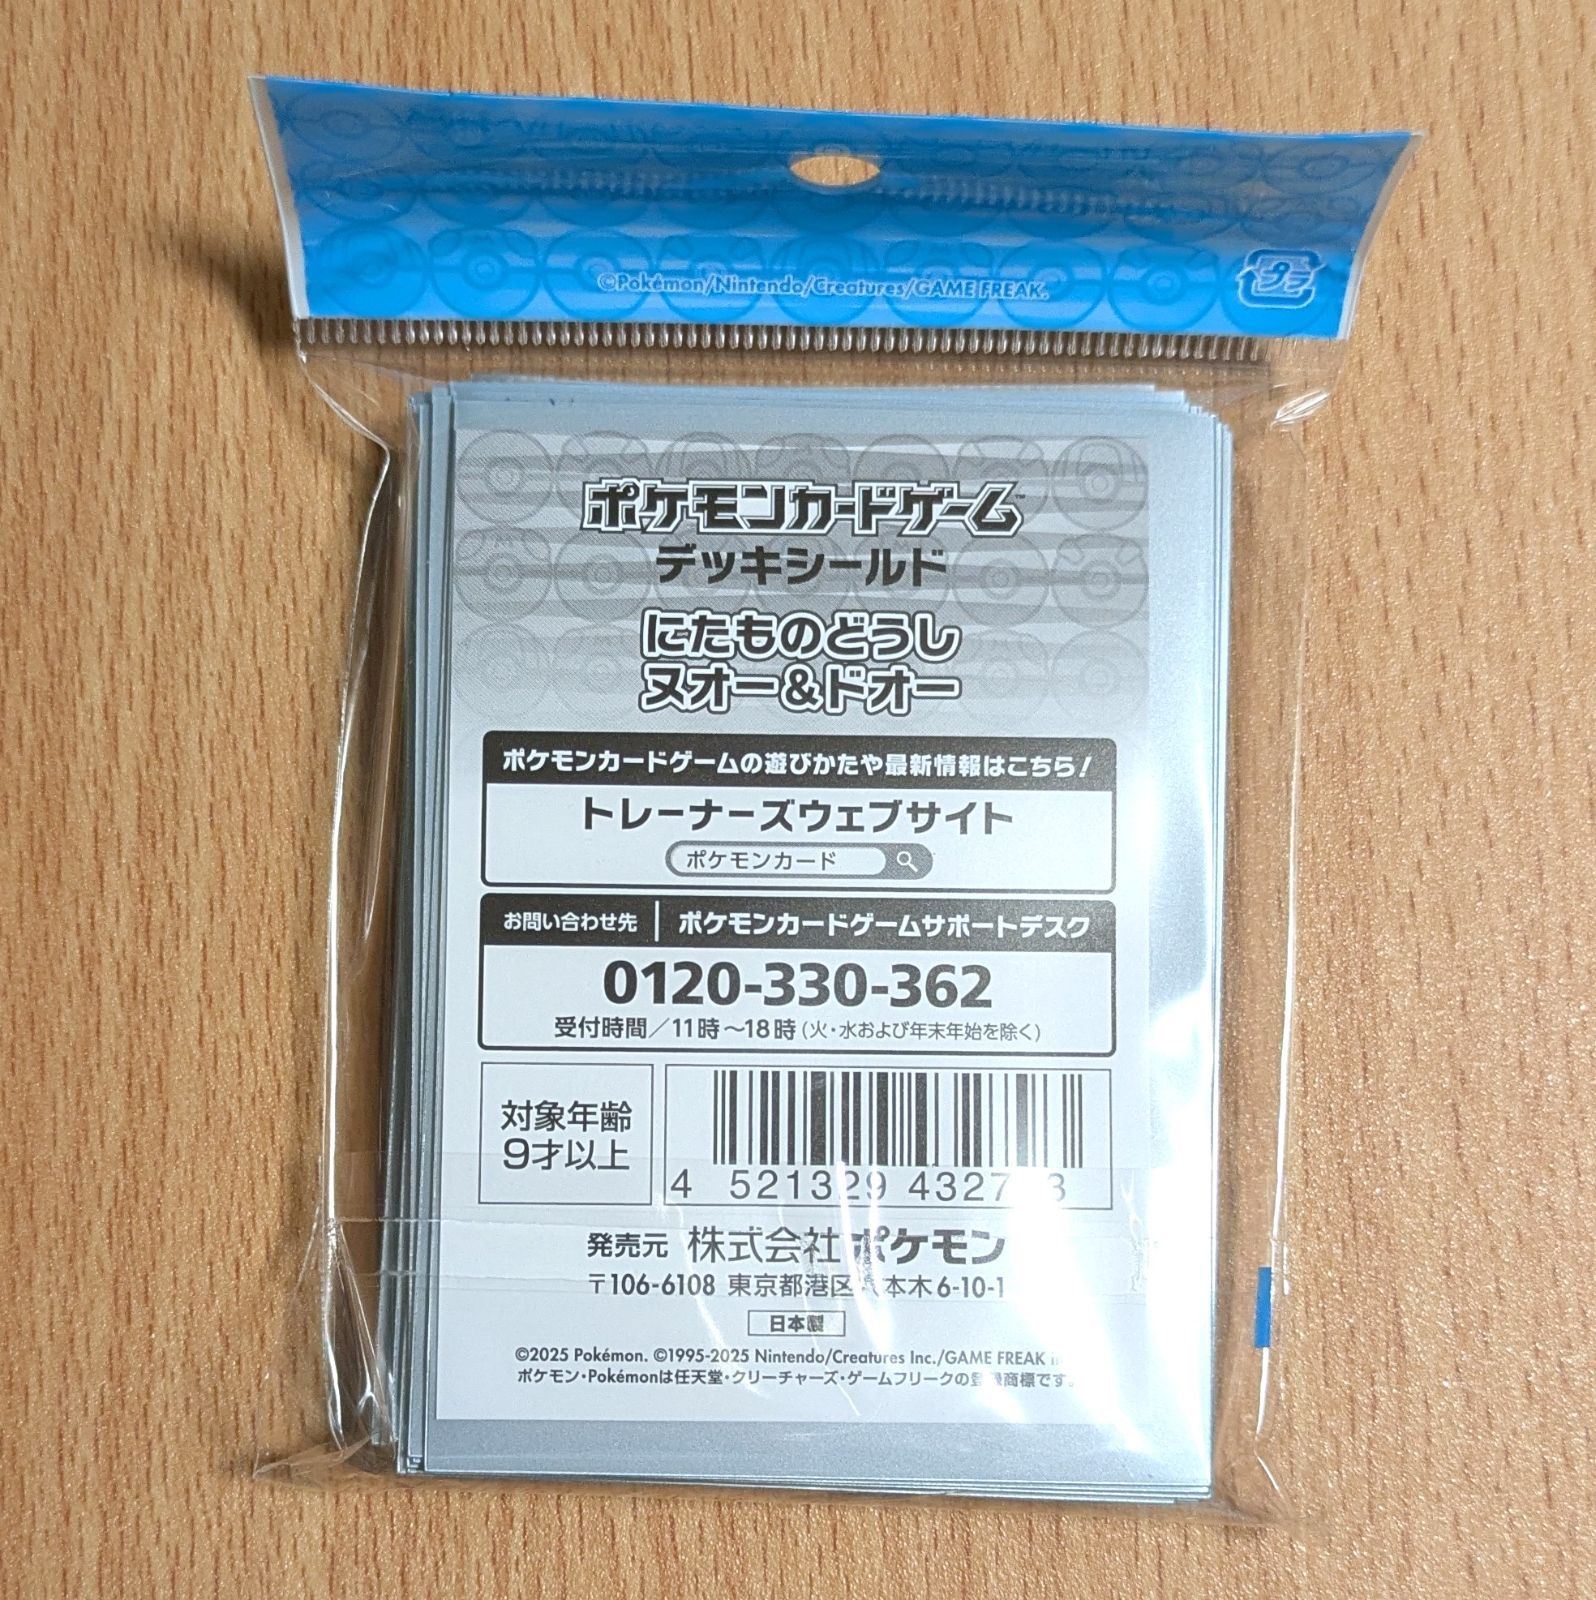 ©Pokémon/Nintendo/Creatures/GAME FREAK.
プラ
ポケモンカードゲーム™
デッキシールド
にたものどうし
ヌオー&ドオー
ポケモンカードゲームの遊びかたや最新情報はこちら!
トレーナーズウェブサイト
ポケモンカード
お問い合わせ先 ポケモンカードゲームサポートデスク
0120-330-362
受付時間/11時〜18時(火・水および年末年始を除く)
対象年齢
9才以上
4 521329 4327 3
発売元 株式会社ポケモン
〒106-6108 東京都港区 本木6-10-1
日本製
©2025 Pokémon. ©1995-2025 Nintendo/Creatures Inc./GAME FREAK
ポケモン・Pokémonは任天堂・クリーチャーズ・ゲームフリークの登録商標です。